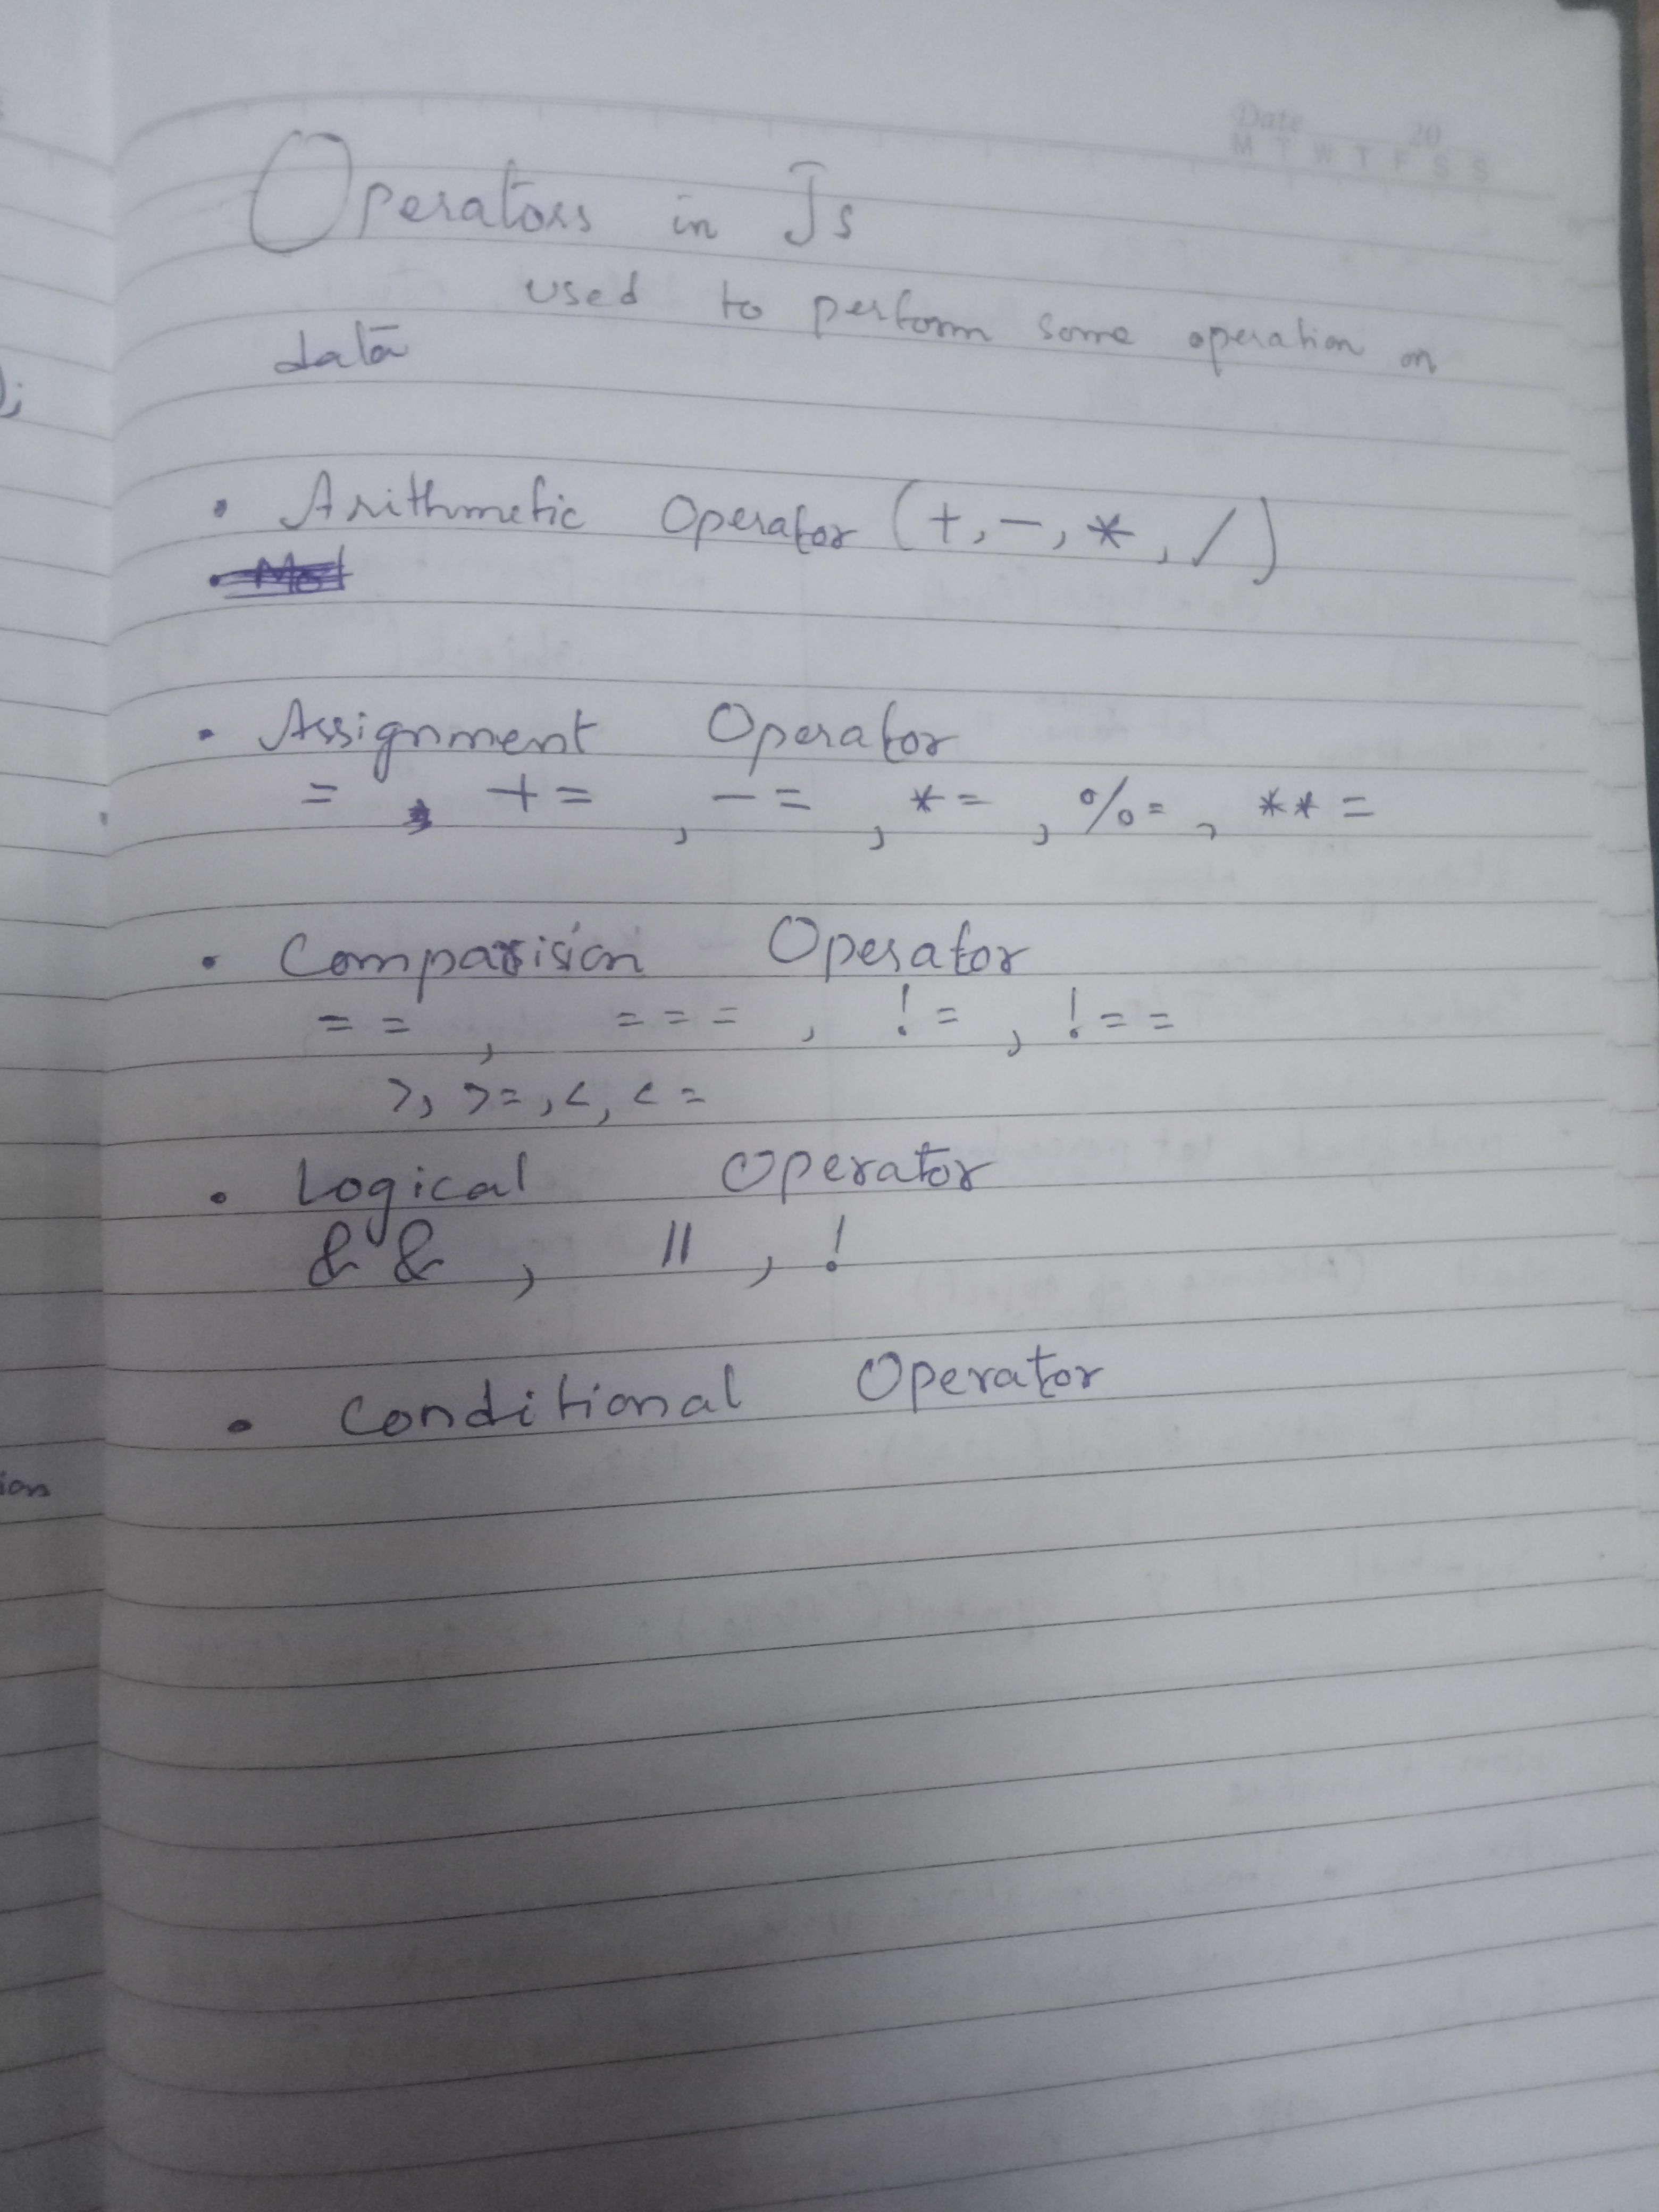 Date 20
M T W T F S S
Operators in Js
used to perform some operation on
data
• Arithmetic Operator (+, -, *, /)
• Assignment Operator
= , += , -= , *= , %= , **=
• Comparision Operator
== , === , != , !==
>, >=, <, <=
• Logical Operator
&& , || , !
• Conditional Operator